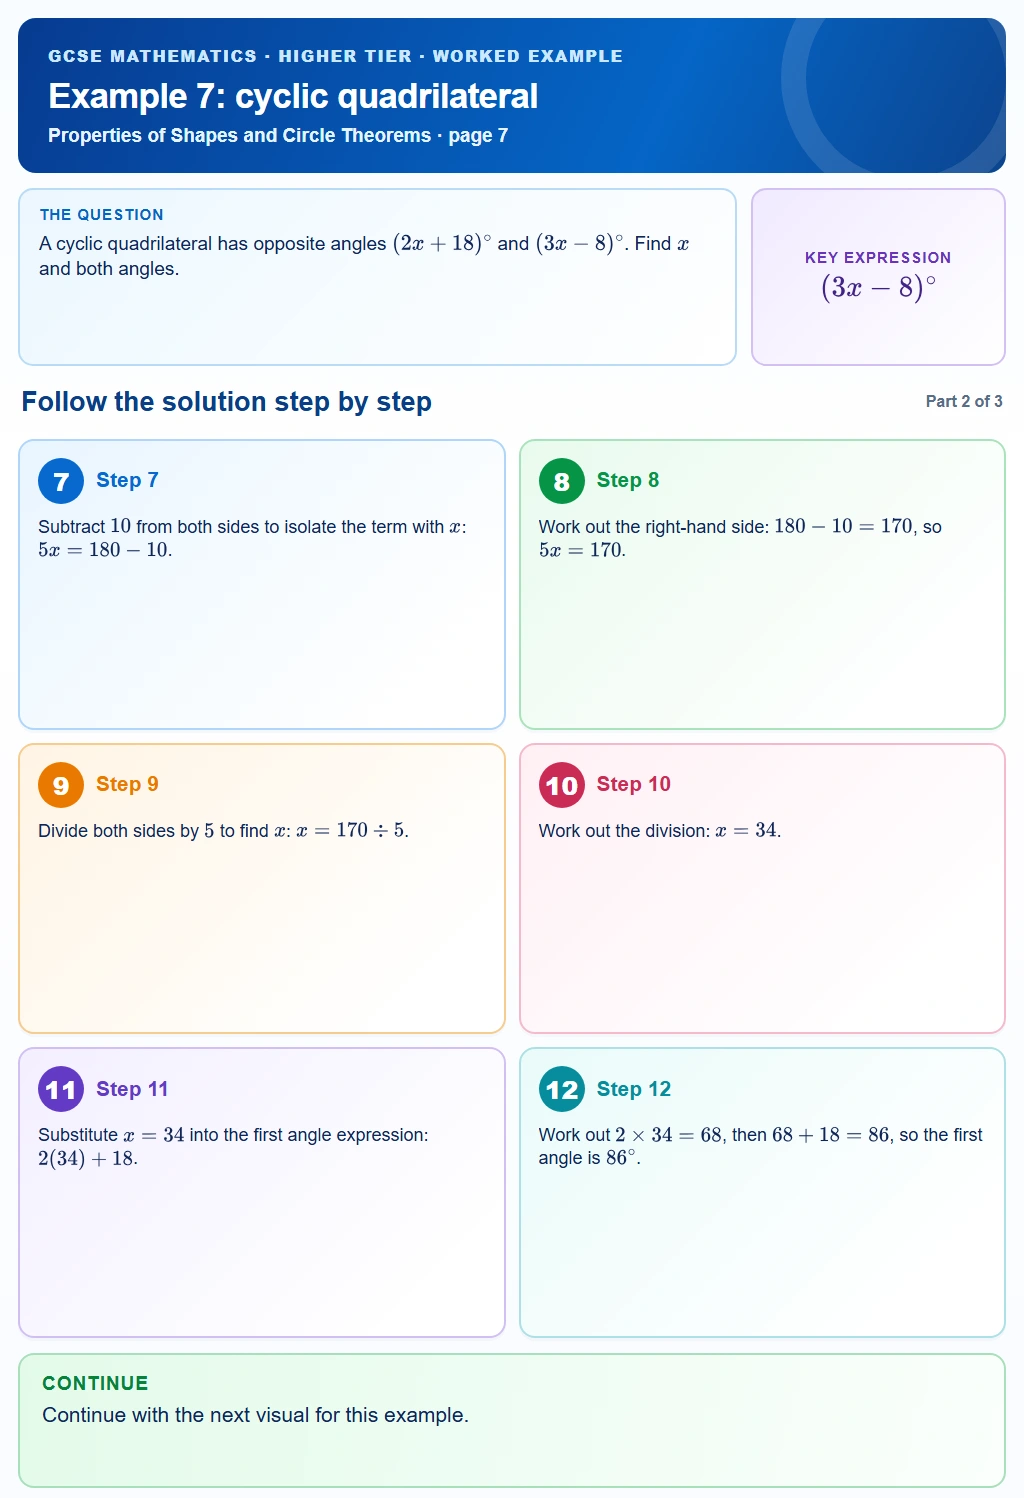 GCSE MATHEMATICS · HIGHER TIER · WORKED EXAMPLE
Example 7: cyclic quadrilateral
Properties of Shapes and Circle Theorems · page 7
THE QUESTION
A cyclic quadrilateral has opposite angles (2x + 18)° and (3x − 8)°. Find x
and both angles.
KEY EXPRESSION
(3x − 8)°
Follow the solution step by step
Part 2 of 3
7 Step 7
Subtract 10 from both sides to isolate the term with x:
5x = 180 − 10.
8 Step 8
Work out the right-hand side: 180 − 10 = 170, so
5x = 170.
9 Step 9
Divide both sides by 5 to find x: x = 170 ÷ 5.
10 Step 10
Work out the division: x = 34.
11 Step 11
Substitute x = 34 into the first angle expression:
2(34) + 18.
12 Step 12
Work out 2 × 34 = 68, then 68 + 18 = 86, so the first
angle is 86°.
CONTINUE
Continue with the next visual for this example.